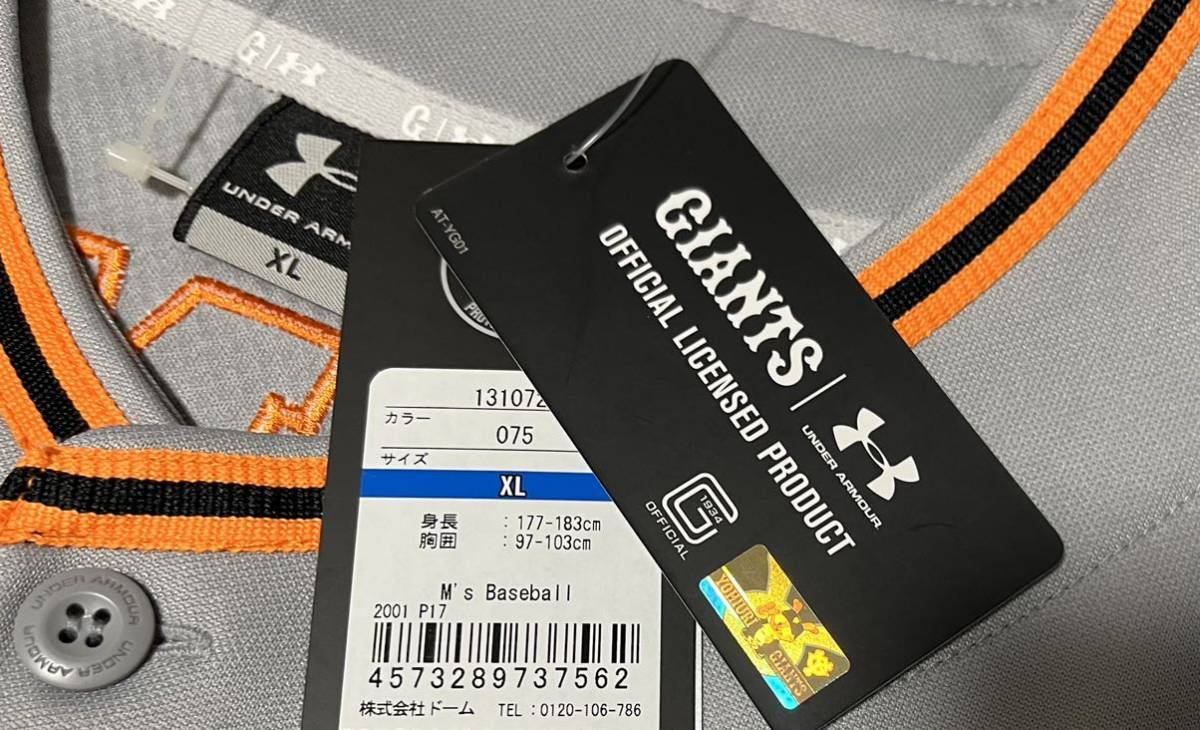 G
G
UNDER ARM
XL
AT-YG01
GIANTS
UNDER ARMOUR
OFFICIAL LICENSED PRODUCT
G
1934
OFFICIAL
YOMIURI
GIANTS
131072
カラー
075
サイズ
XL
身長 : 177-183cm
胸囲 : 97-103cm
M's Baseball
2001 P17
4573289737562
株式会社ドーム TEL:0120-106-786
UNDER ARMOUR
UNDER ARMOUR